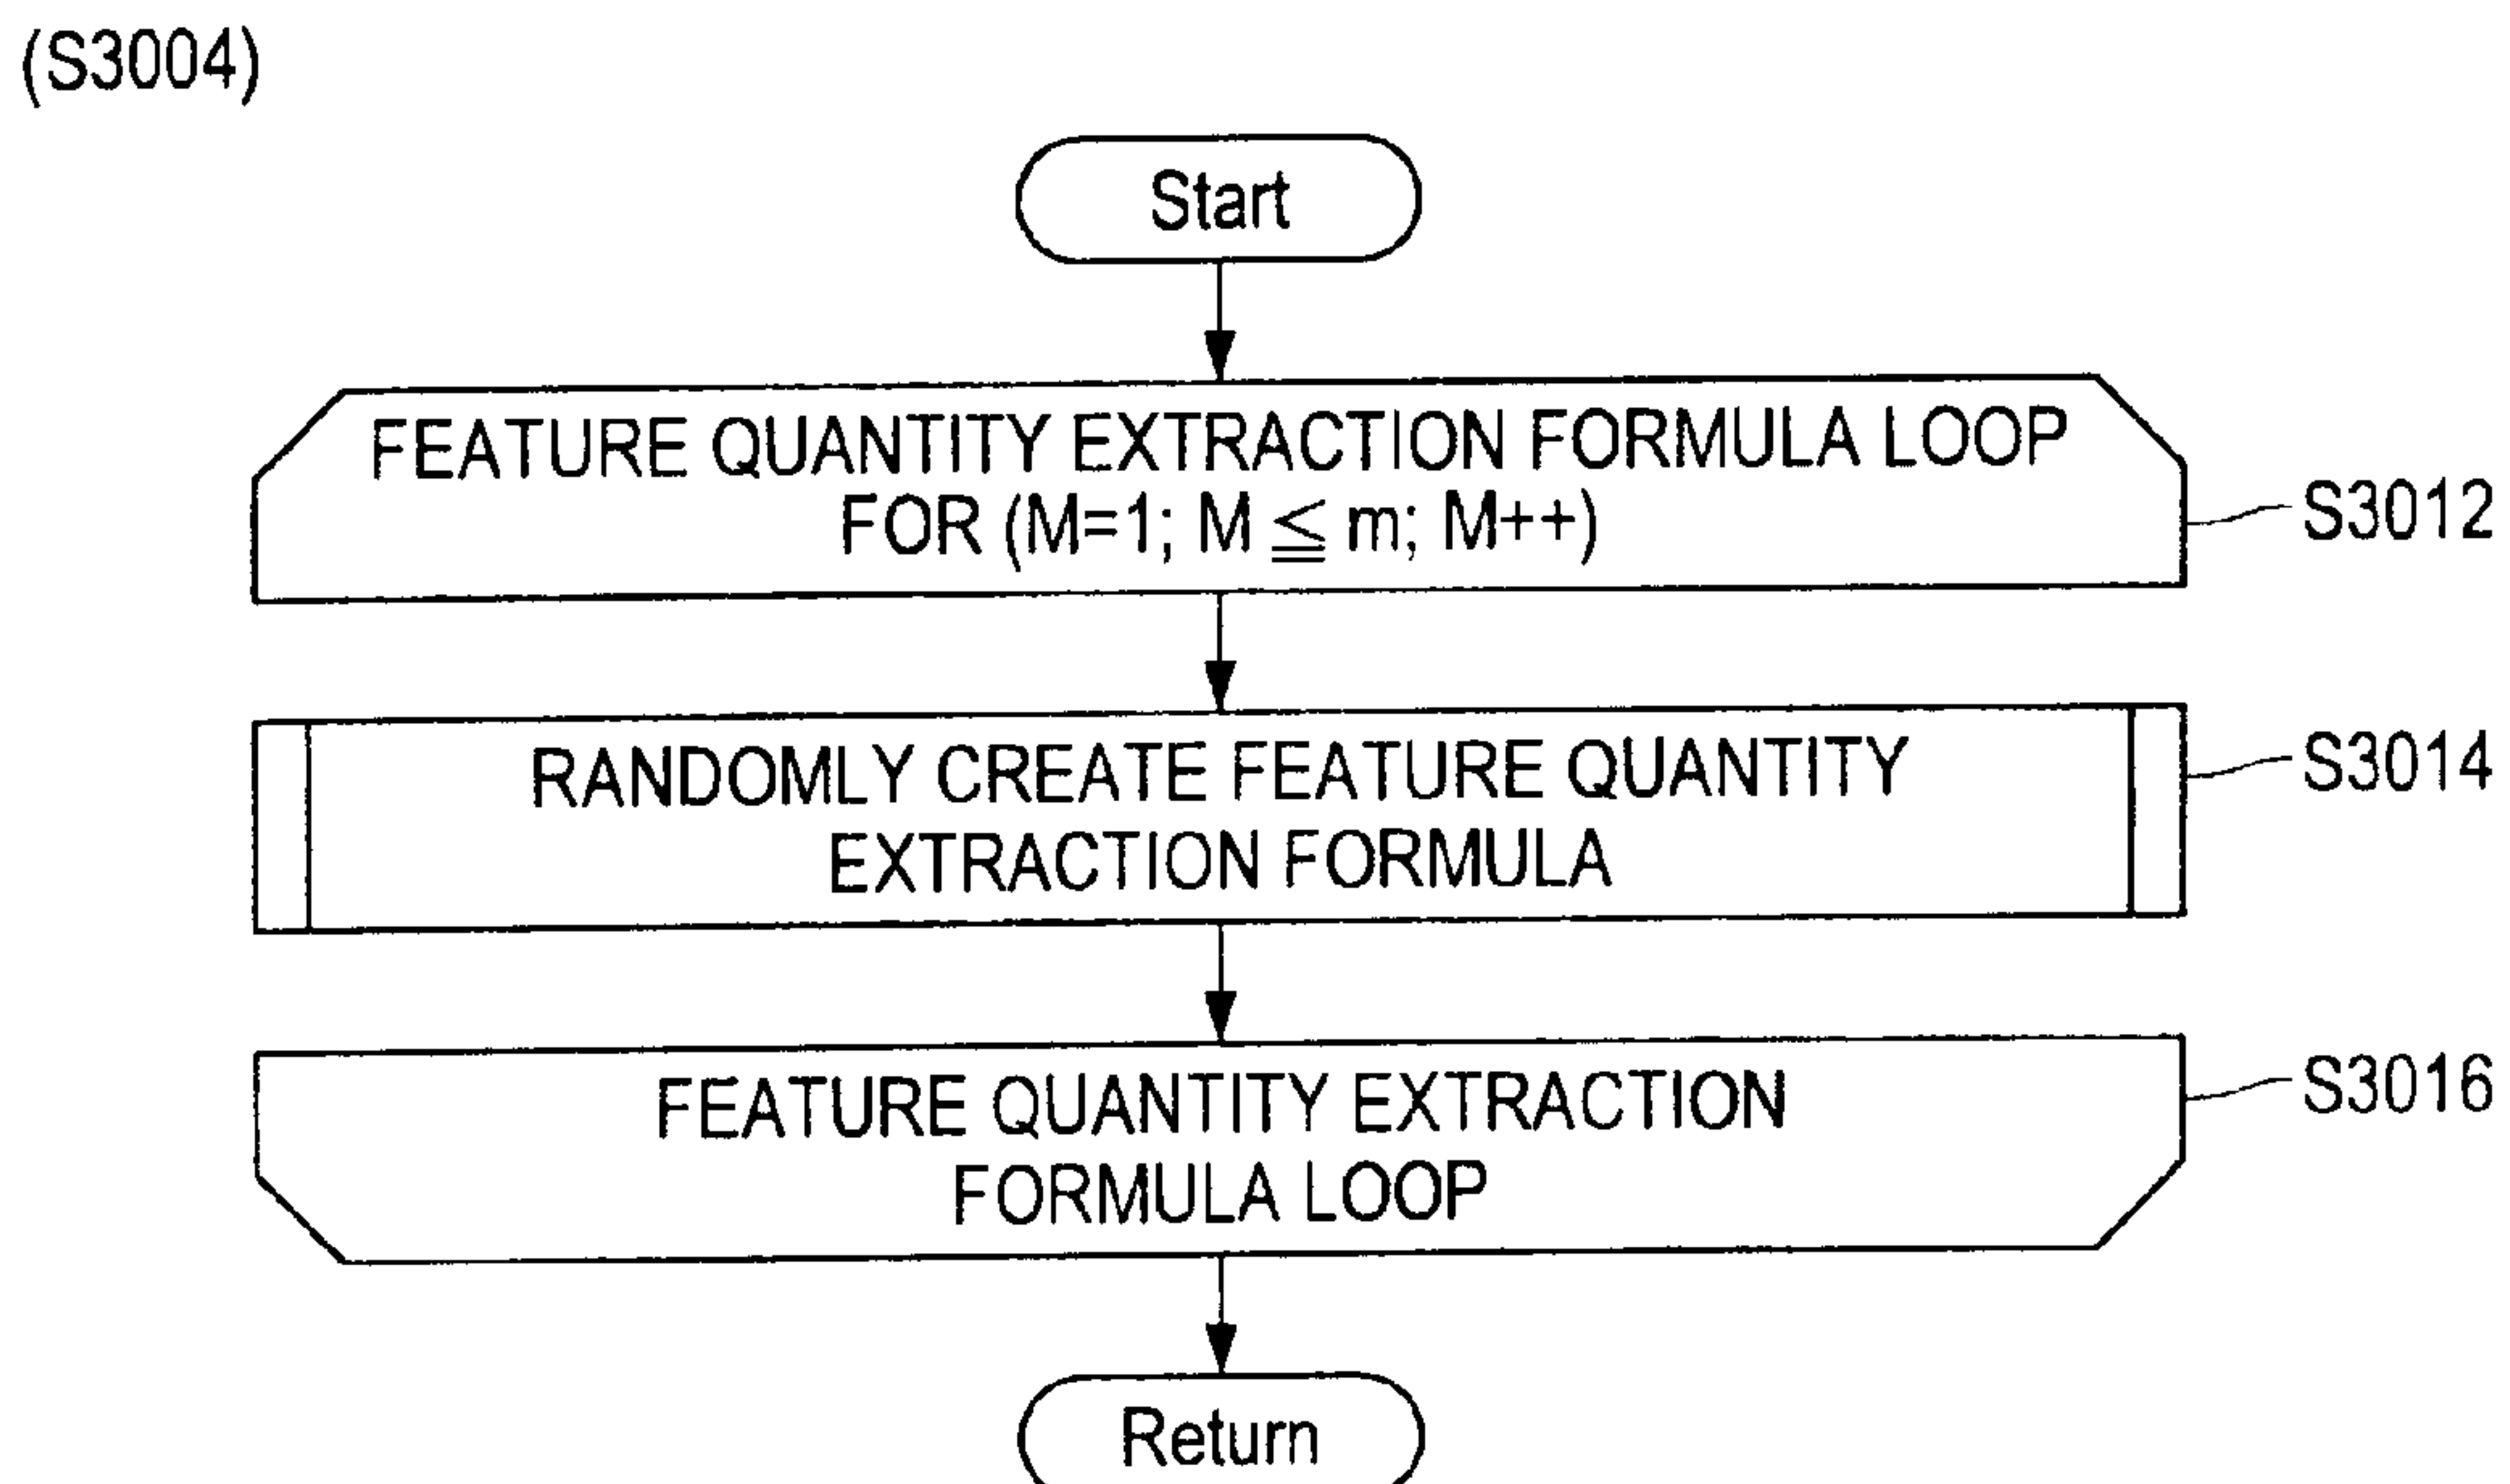 (S3004)
Start
FEATURE QUANTITY EXTRACTION FORMULA LOOP
FOR (M=1; M ≦ m; M++)
S3012
RANDOMLY CREATE FEATURE QUANTITY
EXTRACTION FORMULA
S3014
FEATURE QUANTITY EXTRACTION
FORMULA LOOP
S3016
Return